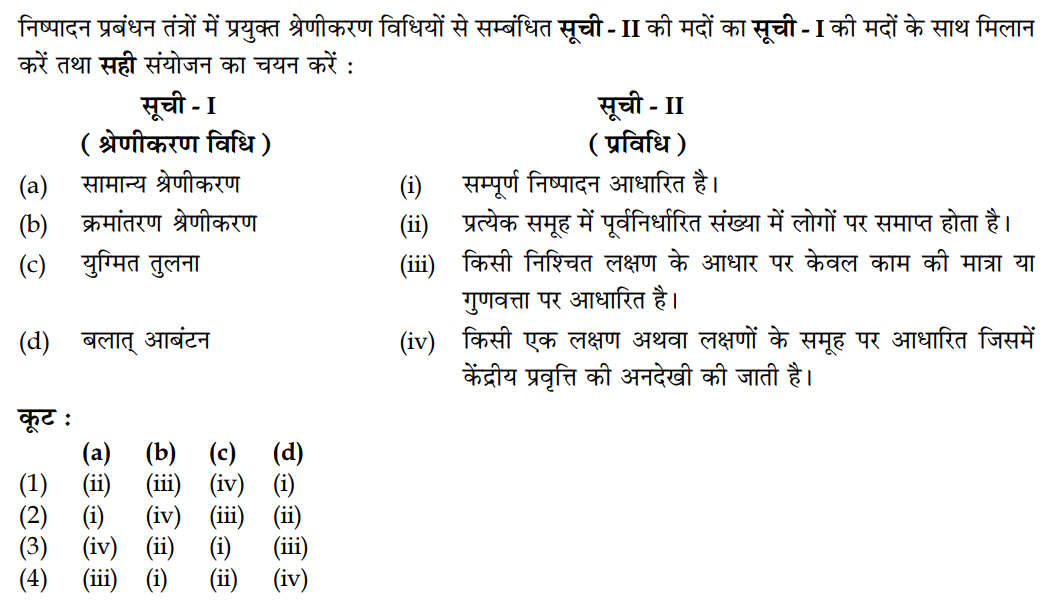 निष्पादन प्रबंधन तंत्रों में प्रयुक्त श्रेणीकरण विधियों से सम्बंधित सूची - II की मदों का सूची - I की मदों के साथ मिलान
करें तथा सही संयोजन का चयन करें :
सूची - I सूची - II
( श्रेणीकरण विधि ) ( प्रविधि )
(a) सामान्य श्रेणीकरण (i) सम्पूर्ण निष्पादन आधारित है।
(b) क्रमांतरण श्रेणीकरण (ii) प्रत्येक समूह में पूर्वनिर्धारित संख्या में लोगों पर समाप्त होता है।
(c) युग्मित तुलना (iii) किसी निश्चित लक्षण के आधार पर केवल काम की मात्रा या
गुणवत्ता पर आधारित है।
(d) बलात् आबंटन (iv) किसी एक लक्षण अथवा लक्षणों के समूह पर आधारित जिसमें
केंद्रीय प्रवृत्ति की अनदेखी की जाती है।
कूट :
(a) (b) (c) (d)
(1) (ii) (iii) (iv) (i)
(2) (i) (iv) (iii) (ii)
(3) (iv) (ii) (i) (iii)
(4) (iii) (i) (ii) (iv)